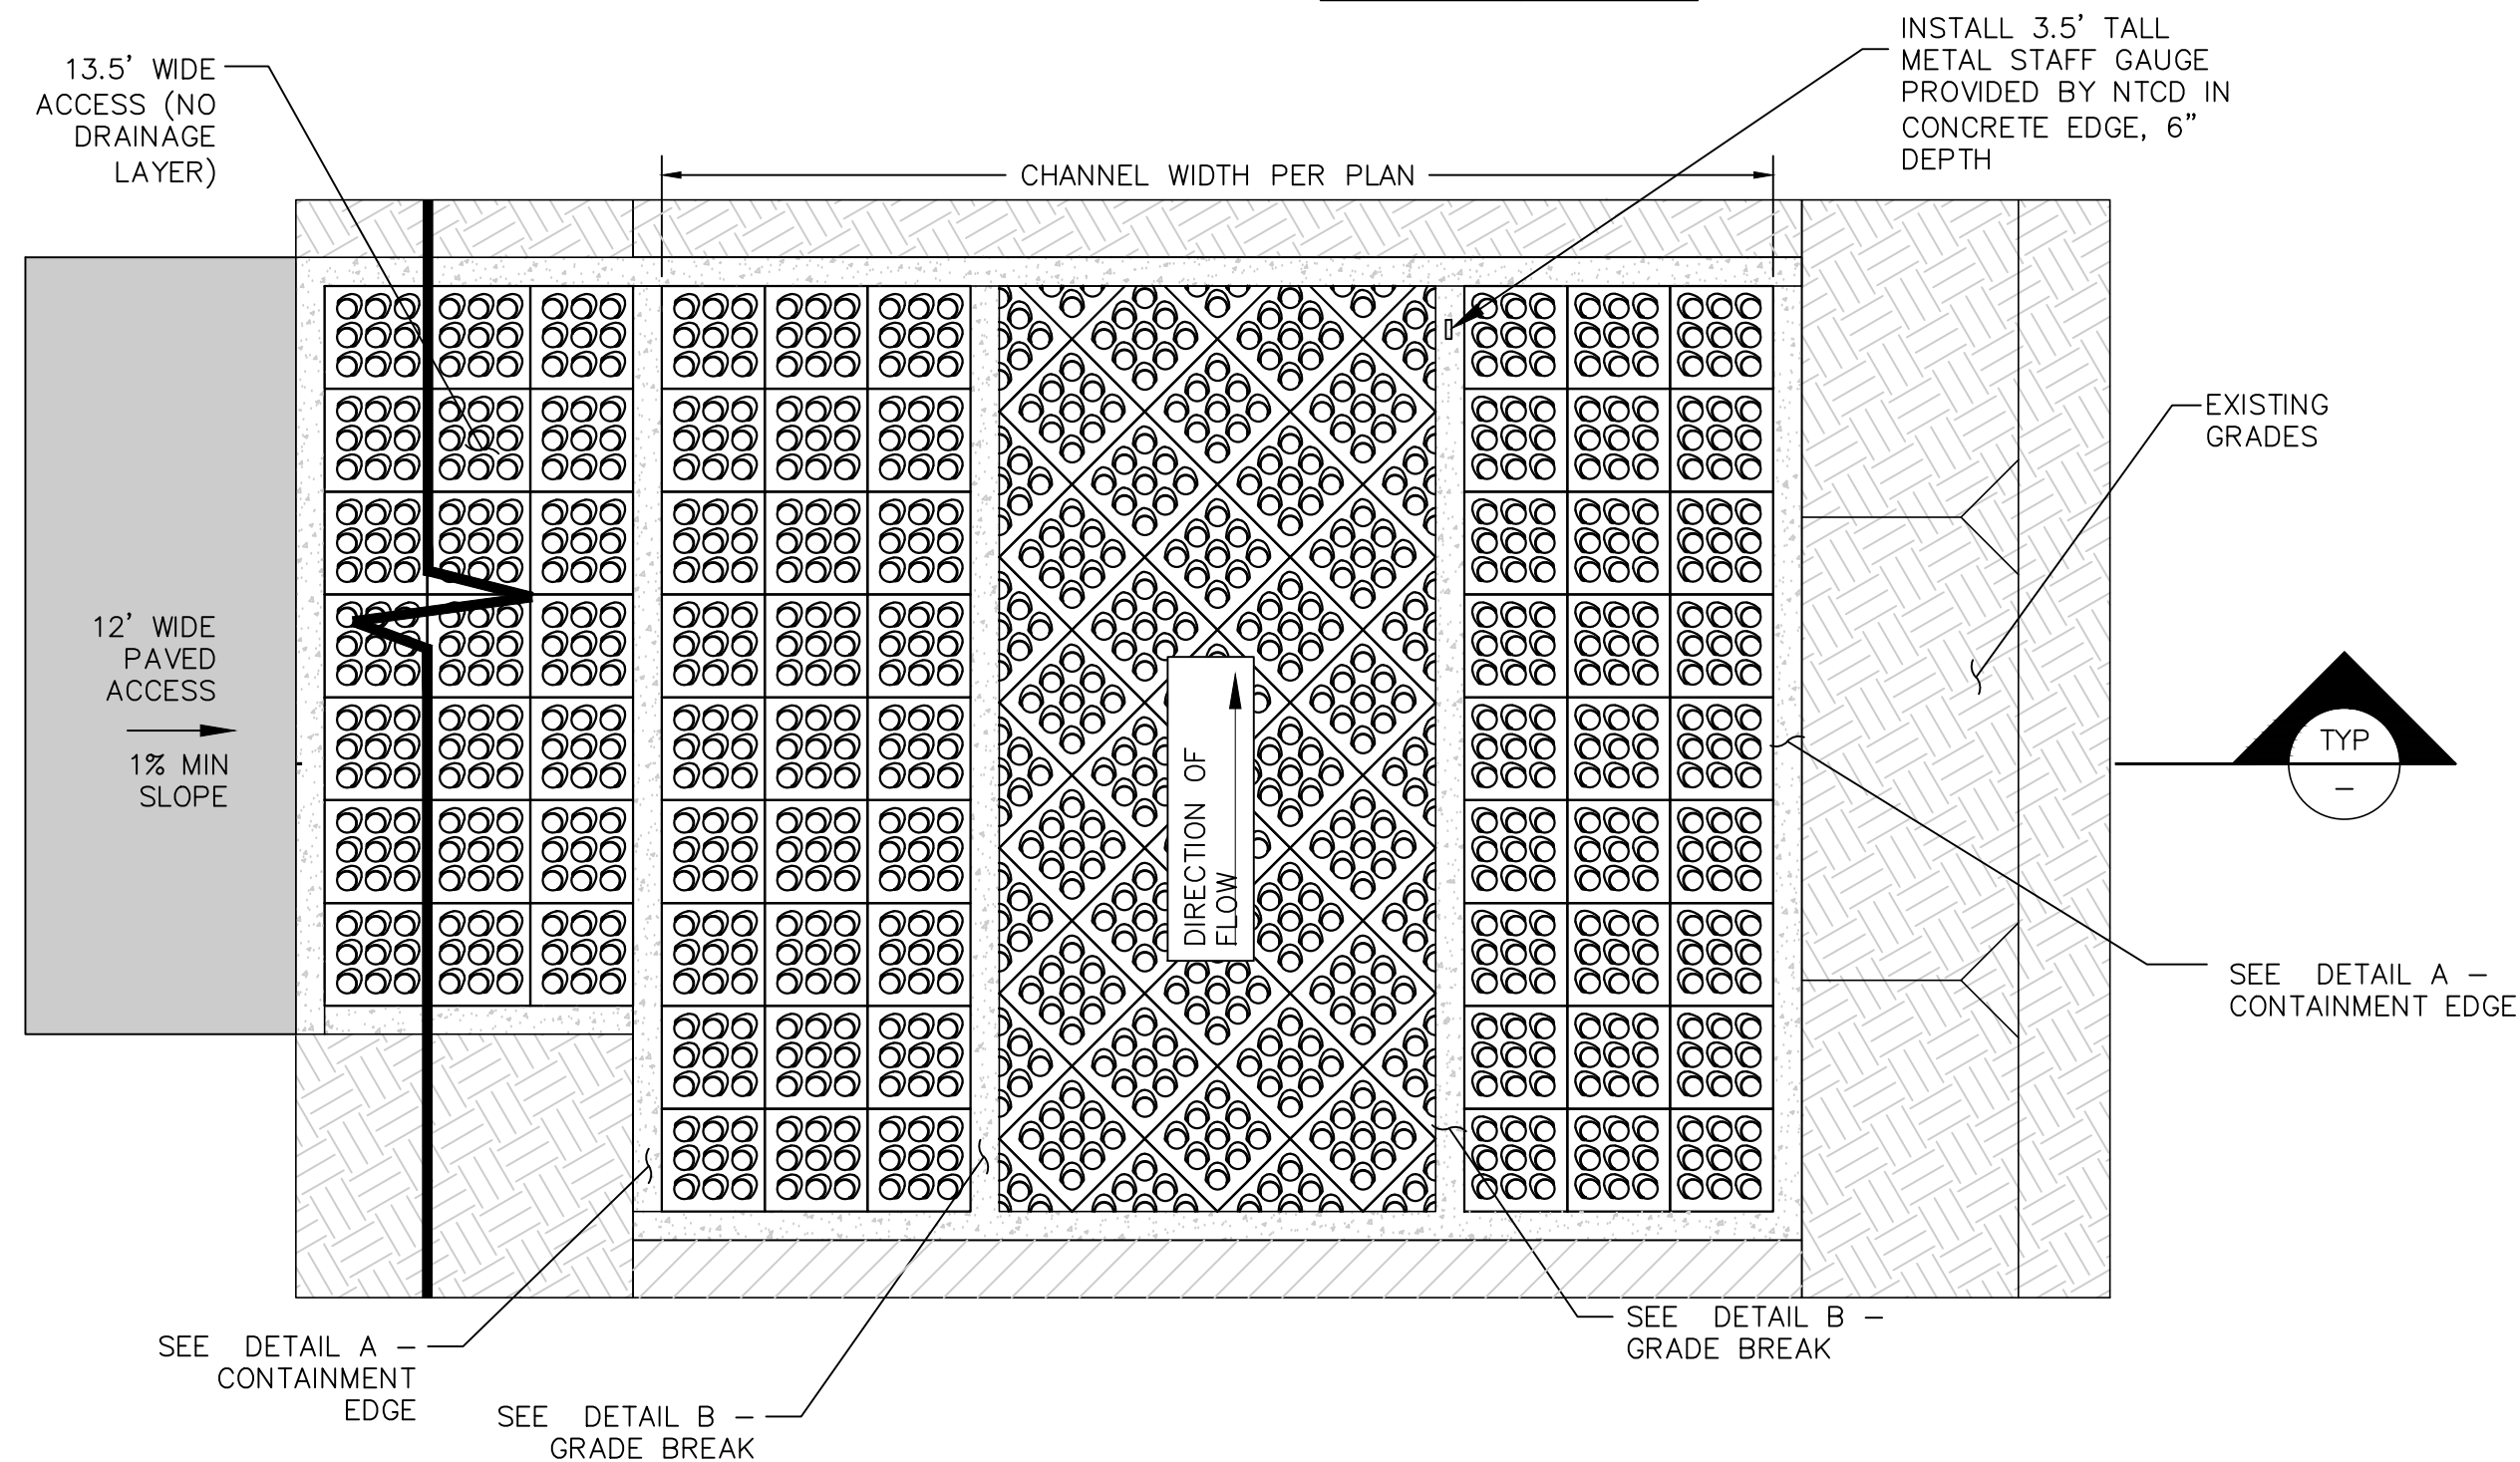 INSTALL 3.5' TALL
METAL STAFF GAUGE
PROVIDED BY NTCD IN
CONCRETE EDGE, 6"
DEPTH
13.5' WIDE
ACCESS (NO
DRAINAGE
LAYER)
CHANNEL WIDTH PER PLAN
EXISTING
GRADES
12' WIDE
PAVED
ACCESS
1% MIN
SLOPE
DIRECTION OF
FLOW
TYP
–
SEE DETAIL A –
CONTAINMENT EDGE
SEE DETAIL B –
GRADE BREAK
SEE DETAIL A –
CONTAINMENT
EDGE
SEE DETAIL B –
GRADE BREAK